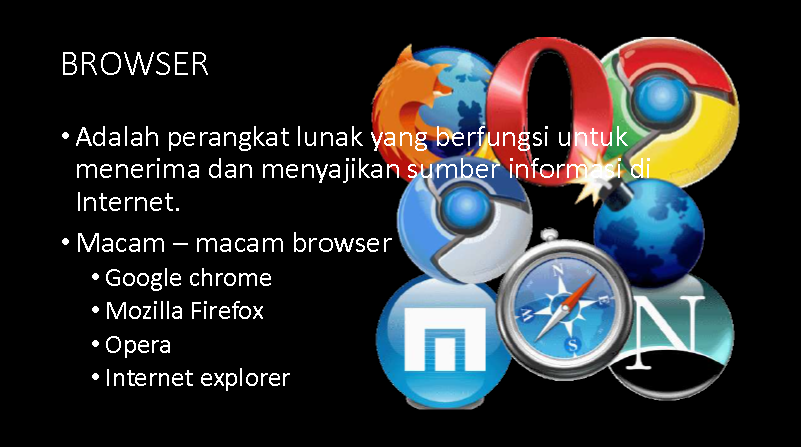 BROWSER
• Adalah perangkat lunak yang berfungsi untuk
menerima dan menyajikan sumber informasi di
Internet.
• Macam – macam browser
• Google chrome
• Mozilla Firefox
• Opera
• Internet explorer
N
N
E
S
W